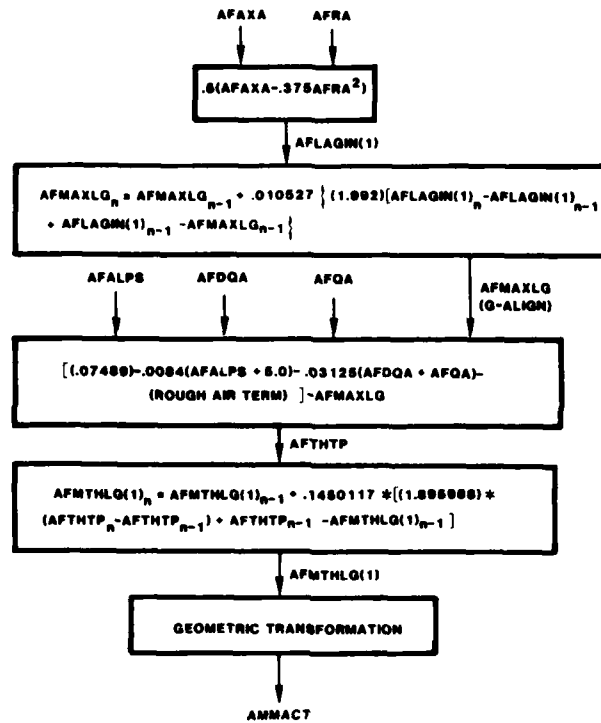 AFAXA AFRA
.6(AFAXA-.375AFRA²)
AFLAGIN(1)
AFMAXLGₙ = AFMAXLGₙ₋₁ + .010527 { (1.992)[AFLAGIN(1)ₙ-AFLAGIN(1)ₙ₋₁
+ AFLAGIN(1)ₙ₋₁ -AFMAXLGₙ₋₁}
AFALPS AFDQA AFQA AFMAXLG
(G-ALIGN)
[(.07489)-.0084(AFALPS + 5.0)-.03125(AFDQA + AFQA)-
(ROUGH AIR TERM) ]-AFMAXLG
AFTHTP
AFMTHLG(1)ₙ = AFMTHLG(1)ₙ₋₁ + .1450117 *[(1.895988) *
(AFTHTPₙ-AFTHTPₙ₋₁) + AFTHTPₙ₋₁ -AFMTHLG(1)ₙ₋₁ ]
AFMTHLG(1)
GEOMETRIC TRANSFORMATION
AMMACT